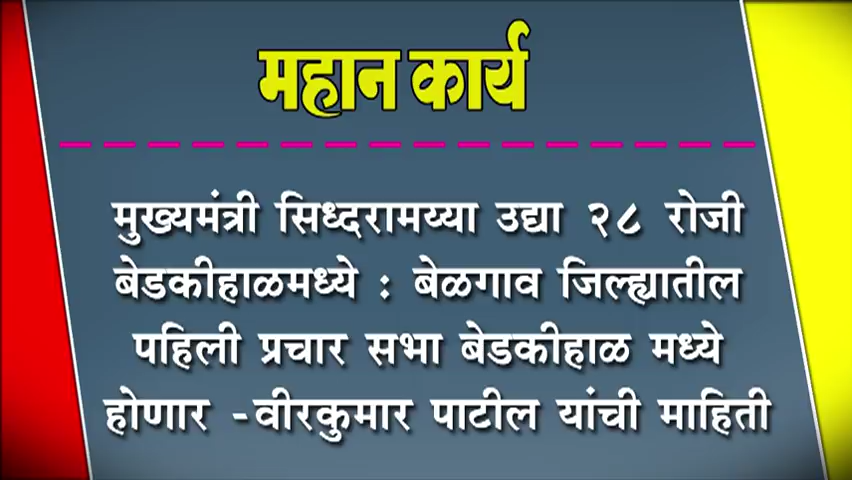 महान कार्य
मुख्यमंत्री सिध्दरामय्या उद्या २८ रोजी
बेडकीहाळमध्ये : बेळगाव जिल्ह्यातील
पहिली प्रचार सभा बेडकीहाळ मध्ये
होणार -वीरकुमार पाटील यांची माहिती